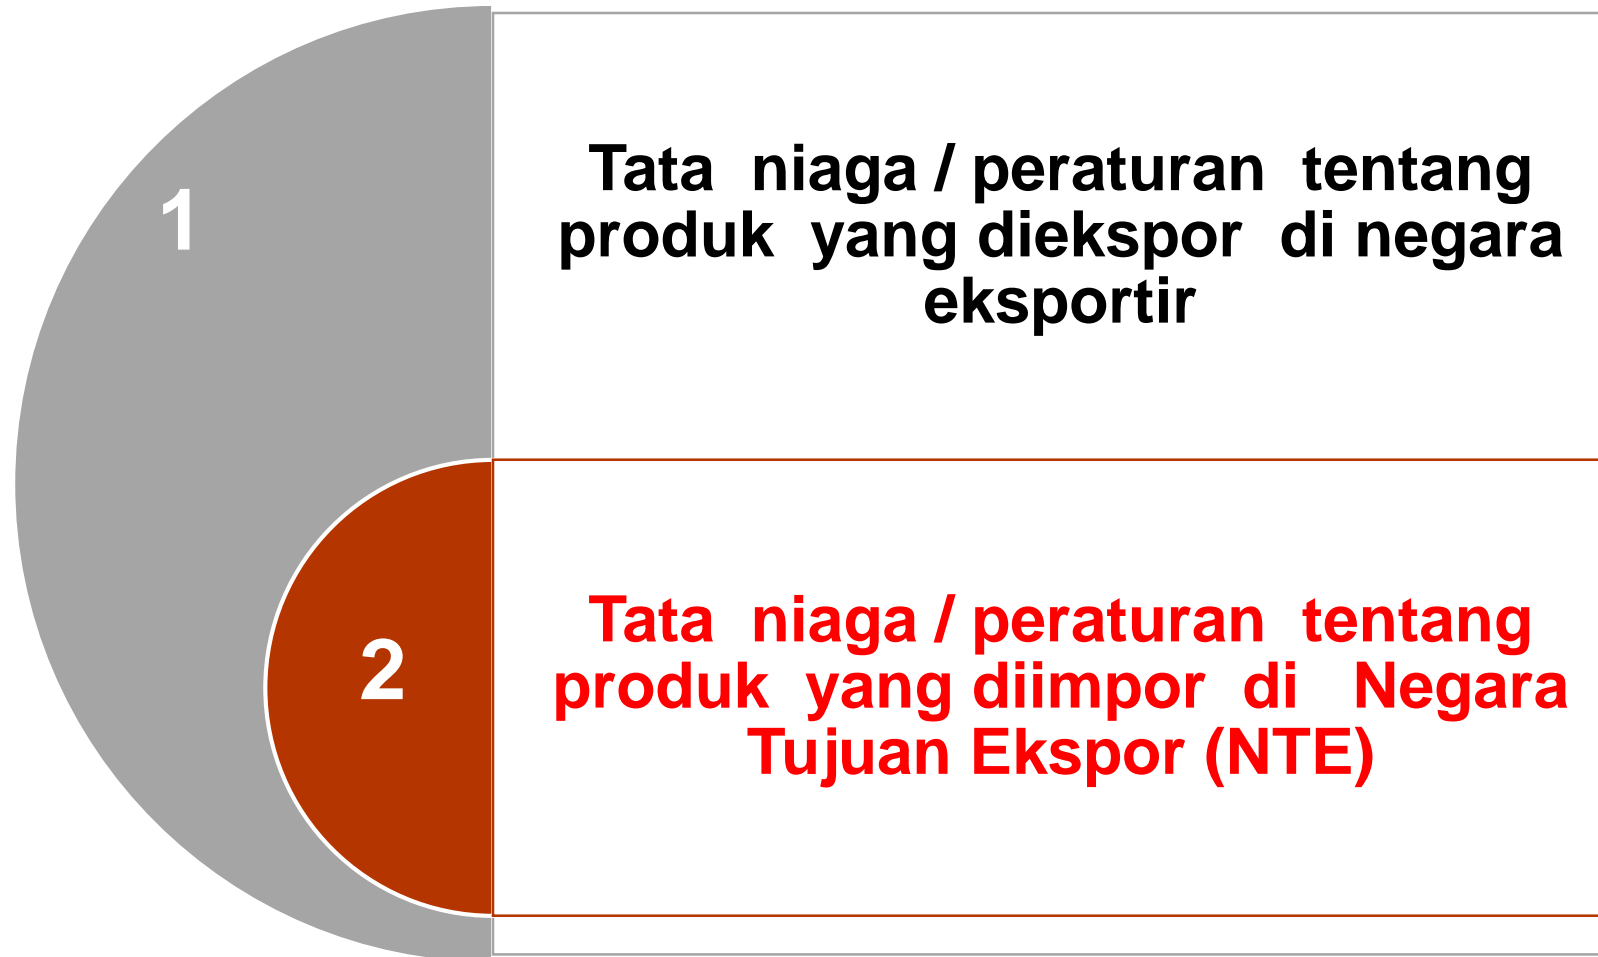 1
Tata niaga / peraturan tentang
produk yang diekspor di negara
eksportir
2
Tata niaga / peraturan tentang
produk yang diimpor di Negara
Tujuan Ekspor (NTE)